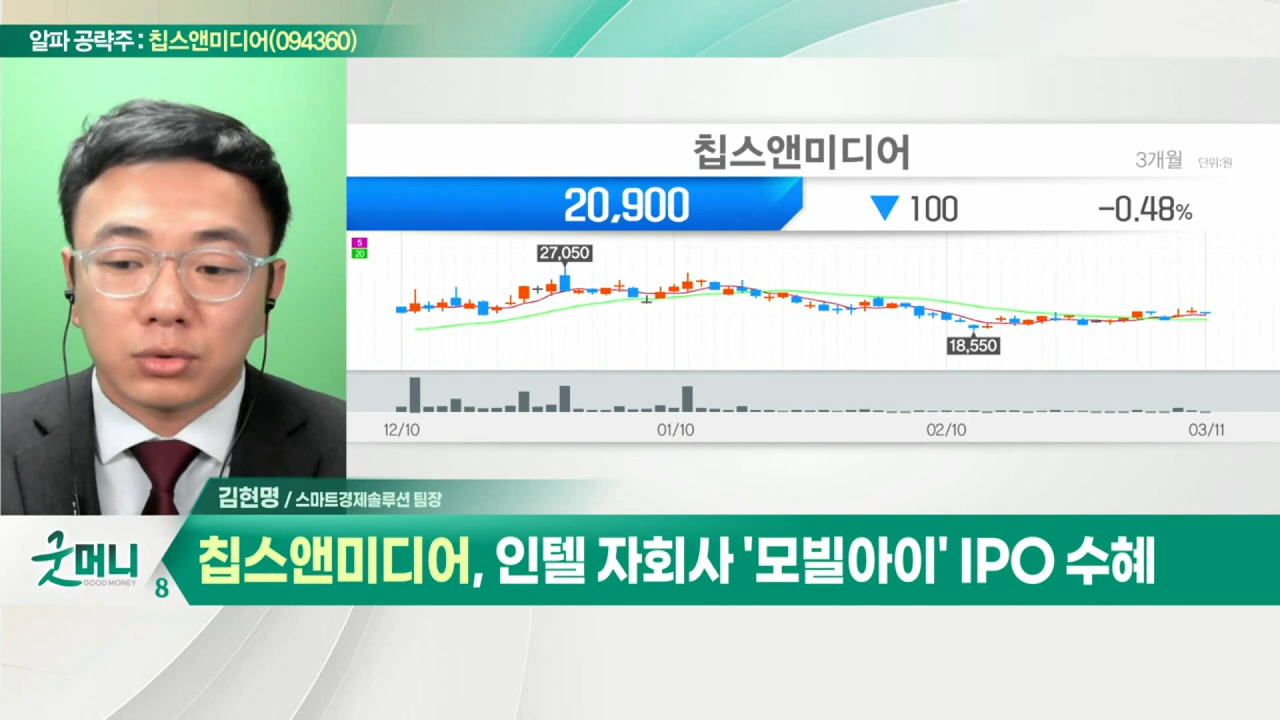 알파 공략주 : 칩스앤미디어(094360)
칩스앤미디어
3개월 단위:원
20,900 ▼ 100 -0.48%
5
20
27,050
18,550
12/10 01/10 02/10 03/11
김현명 / 스마트경제솔루션 팀장
굿머니
GOOD MONEY
8
칩스앤미디어, 인텔 자회사 '모빌아이' IPO 수혜